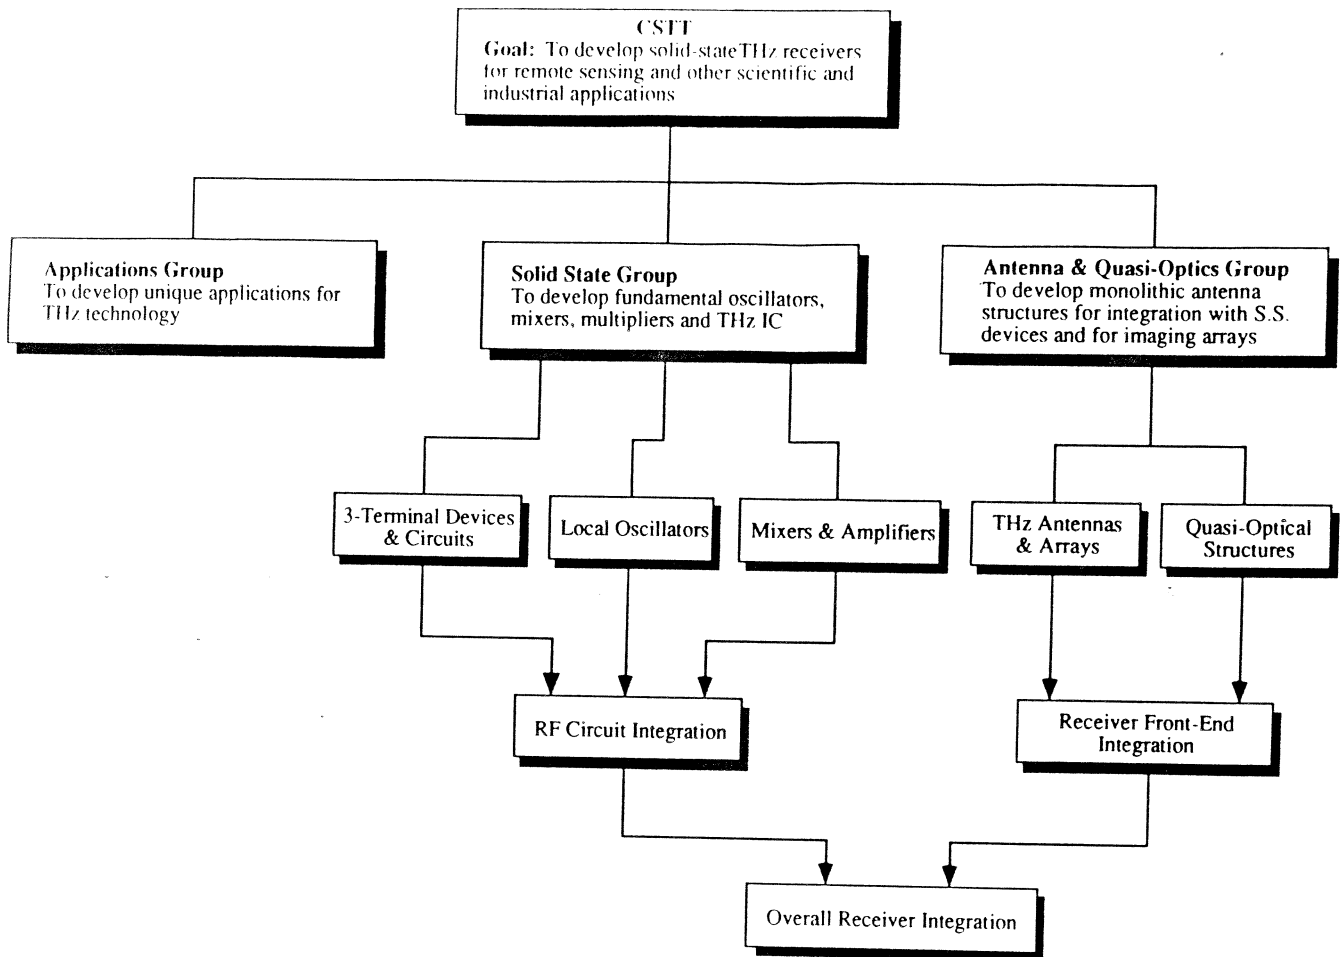 CSTT
Goal: To develop solid-state THz receivers
for remote sensing and other scientific and
industrial applications
Applications Group
To develop unique applications for
THz technology
Solid State Group
To develop fundamental oscillators,
mixers, multipliers and THz IC
Antenna & Quasi-Optics Group
To develop monolithic antenna
structures for integration with S.S.
devices and for imaging arrays
3-Terminal Devices
& Circuits
Local Oscillators
Mixers & Amplifiers
THz Antennas
& Arrays
Quasi-Optical
Structures
RF Circuit Integration
Receiver Front-End
Integration
Overall Receiver Integration